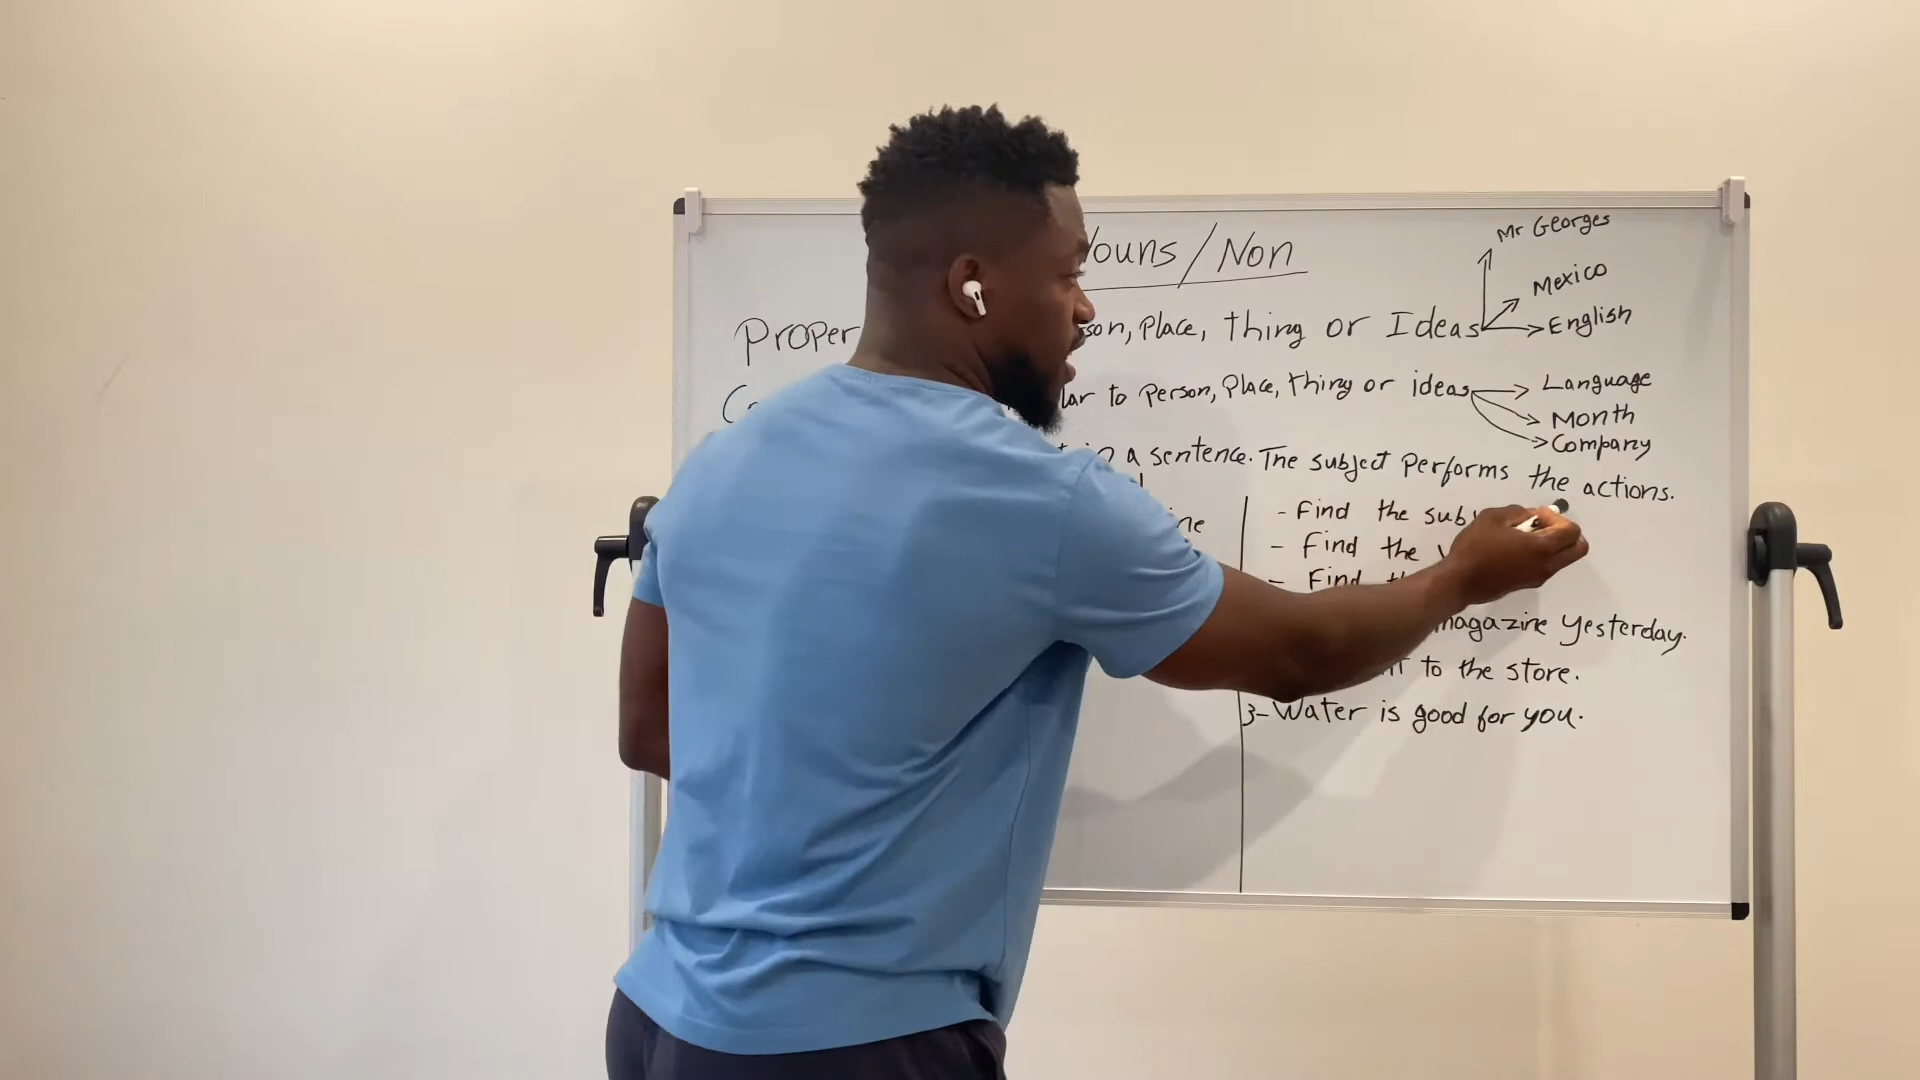 ouns / Non
Mr Georges
Mexico
Proper son, Place, thing or Ideas English
lar to Person, Place, thing or ideas Language
Month
Company
in a sentence. The subject Performs the actions.
- Find the sub
ine
- Find the
- Find
magazine yesterday.
to the store.
3- Water is good for you.